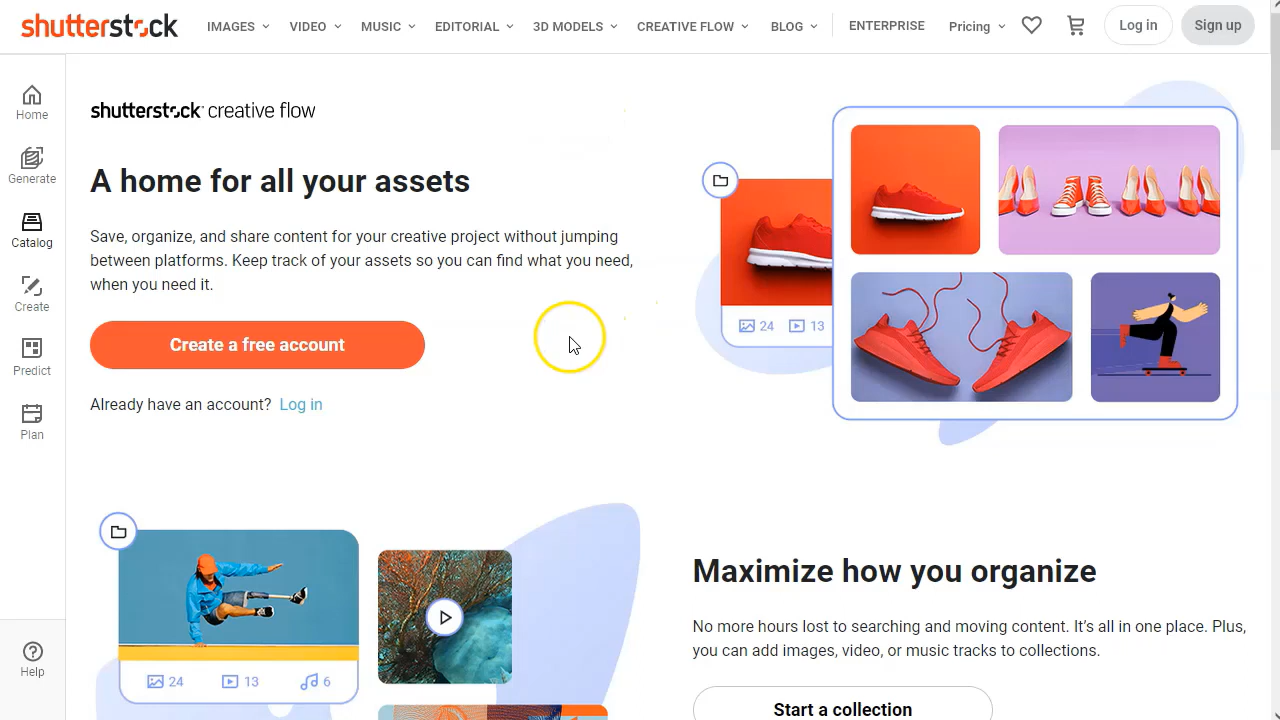 shutterstock
IMAGES
VIDEO
MUSIC
EDITORIAL
3D MODELS
CREATIVE FLOW
BLOG
ENTERPRISE
Pricing
Log in
Sign up
Home
Generate
Catalog
Create
Predict
Plan
Help
shutterstock creative flow
A home for all your assets
Save, organize, and share content for your creative project without jumping
between platforms. Keep track of your assets so you can find what you need,
when you need it.
Create a free account
Already have an account? Log in
24 13
24 13 6
Maximize how you organize
No more hours lost to searching and moving content. It’s all in one place. Plus,
you can add images, video, or music tracks to collections.
Start a collection